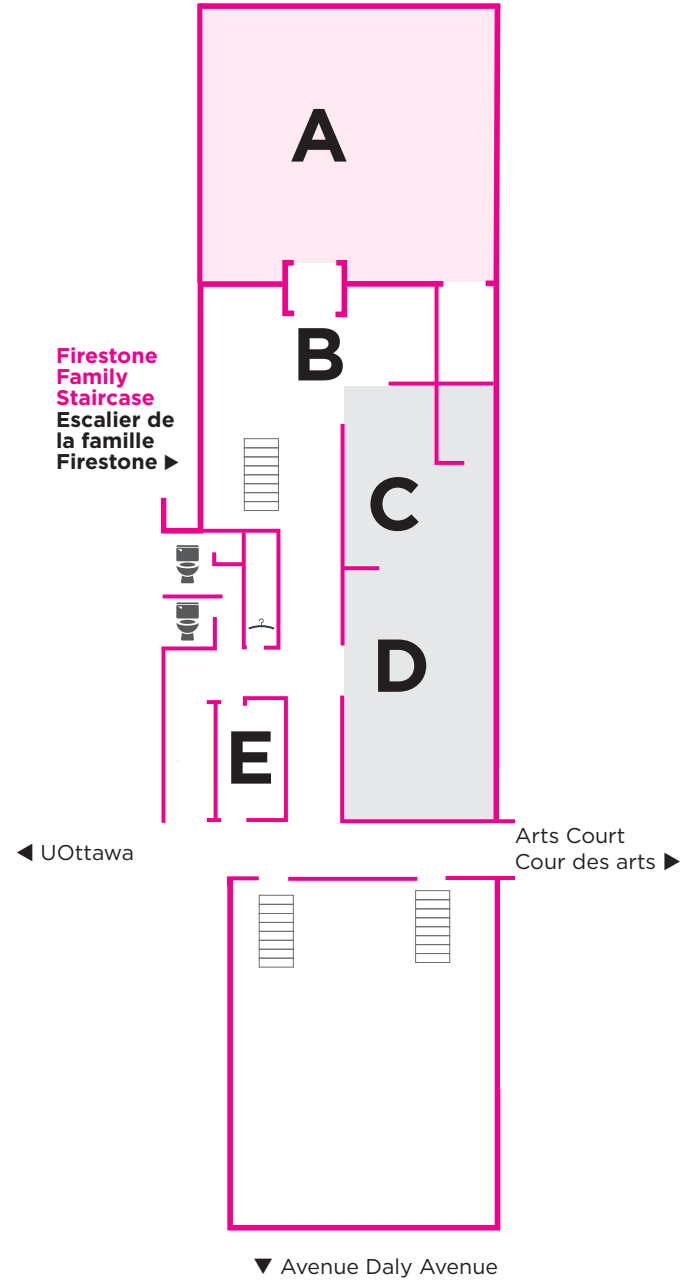 A
B
Firestone
Family
Staircase
Escalier de
la famille
Firestone ▶
C
D
E
◀ UOttawa
Arts Court
Cour des arts ▶
▼ Avenue Daly Avenue